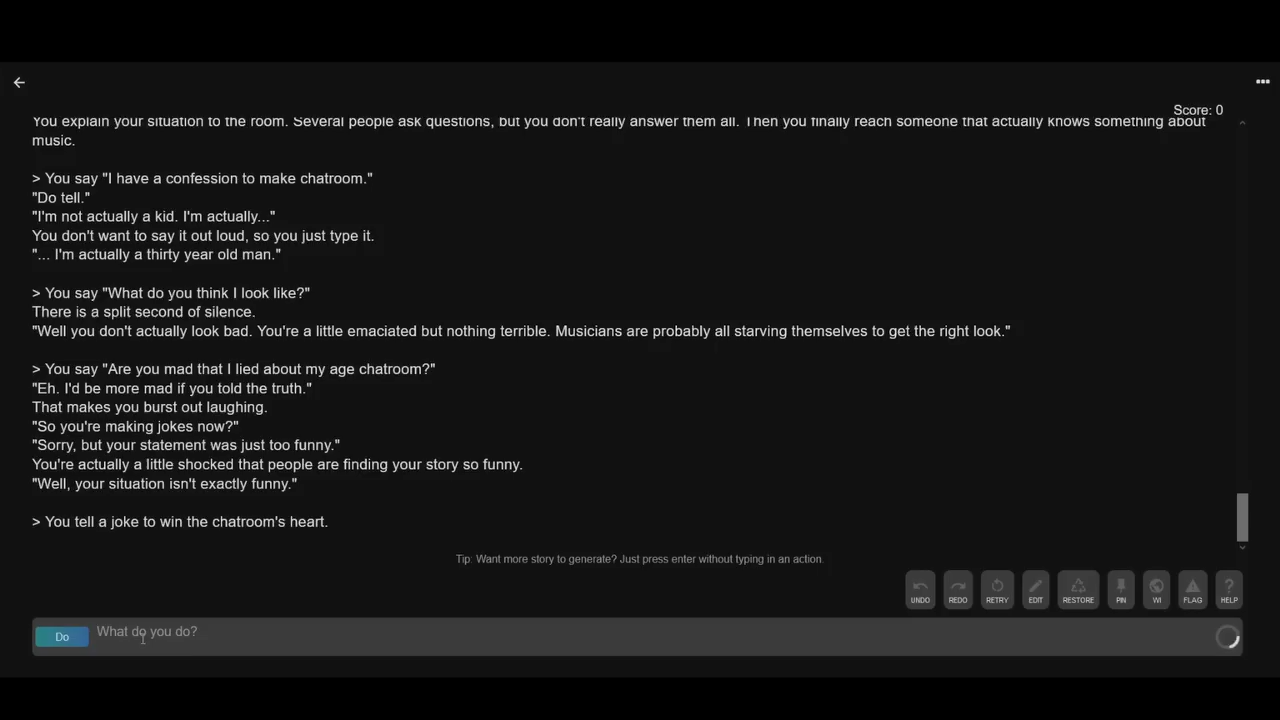 Score: 0
You explain your situation to the room. Several people ask questions, but you don't really answer them all. Then you finally reach someone that actually knows something about
music.
> You say "I have a confession to make chatroom."
"Do tell."
"I'm not actually a kid. I'm actually..."
You don't want to say it out loud, so you just type it.
"... I'm actually a thirty year old man."
> You say "What do you think I look like?"
There is a split second of silence.
"Well you don't actually look bad. You're a little emaciated but nothing terrible. Musicians are probably all starving themselves to get the right look."
> You say "Are you mad that I lied about my age chatroom?"
"Eh. I'd be more mad if you told the truth."
That makes you burst out laughing.
"So you're making jokes now?"
"Sorry, but your statement was just too funny."
You're actually a little shocked that people are finding your story so funny.
"Well, your situation isn't exactly funny."
> You tell a joke to win the chatroom's heart.
Tip: Want more story to generate? Just press enter without typing in an action.
UNDO REDO RETRY EDIT RESTORE PIN WI FLAG HELP
Do What do you do?